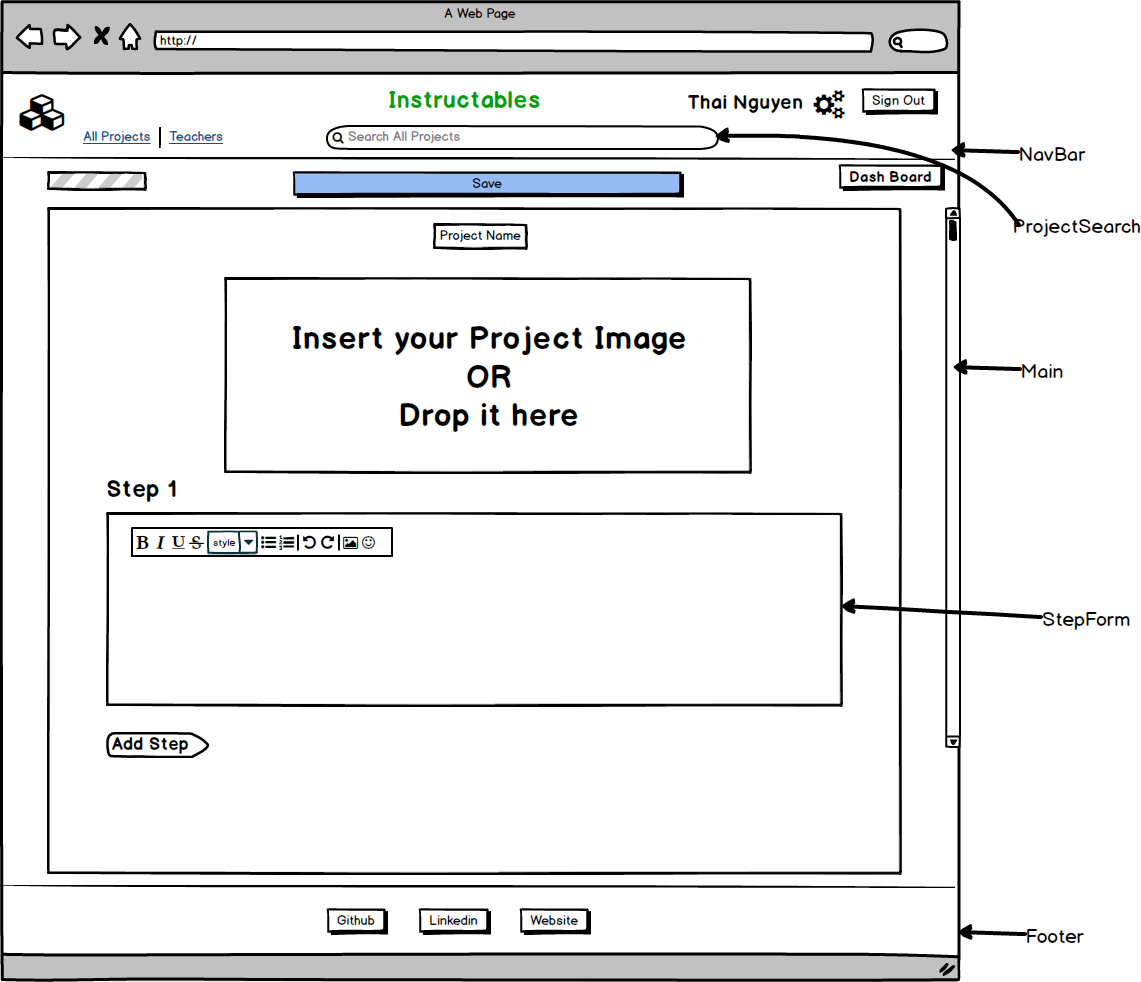 A Web Page
http://
Instructables
Thai Nguyen
Sign Out
All Projects
Teachers
Search All Projects
NavBar
Save
Dash Board
ProjectSearch
Project Name
Insert your Project Image
OR
Drop it here
Main
Step 1
B I U S style
StepForm
Add Step
Github
Linkedin
Website
Footer